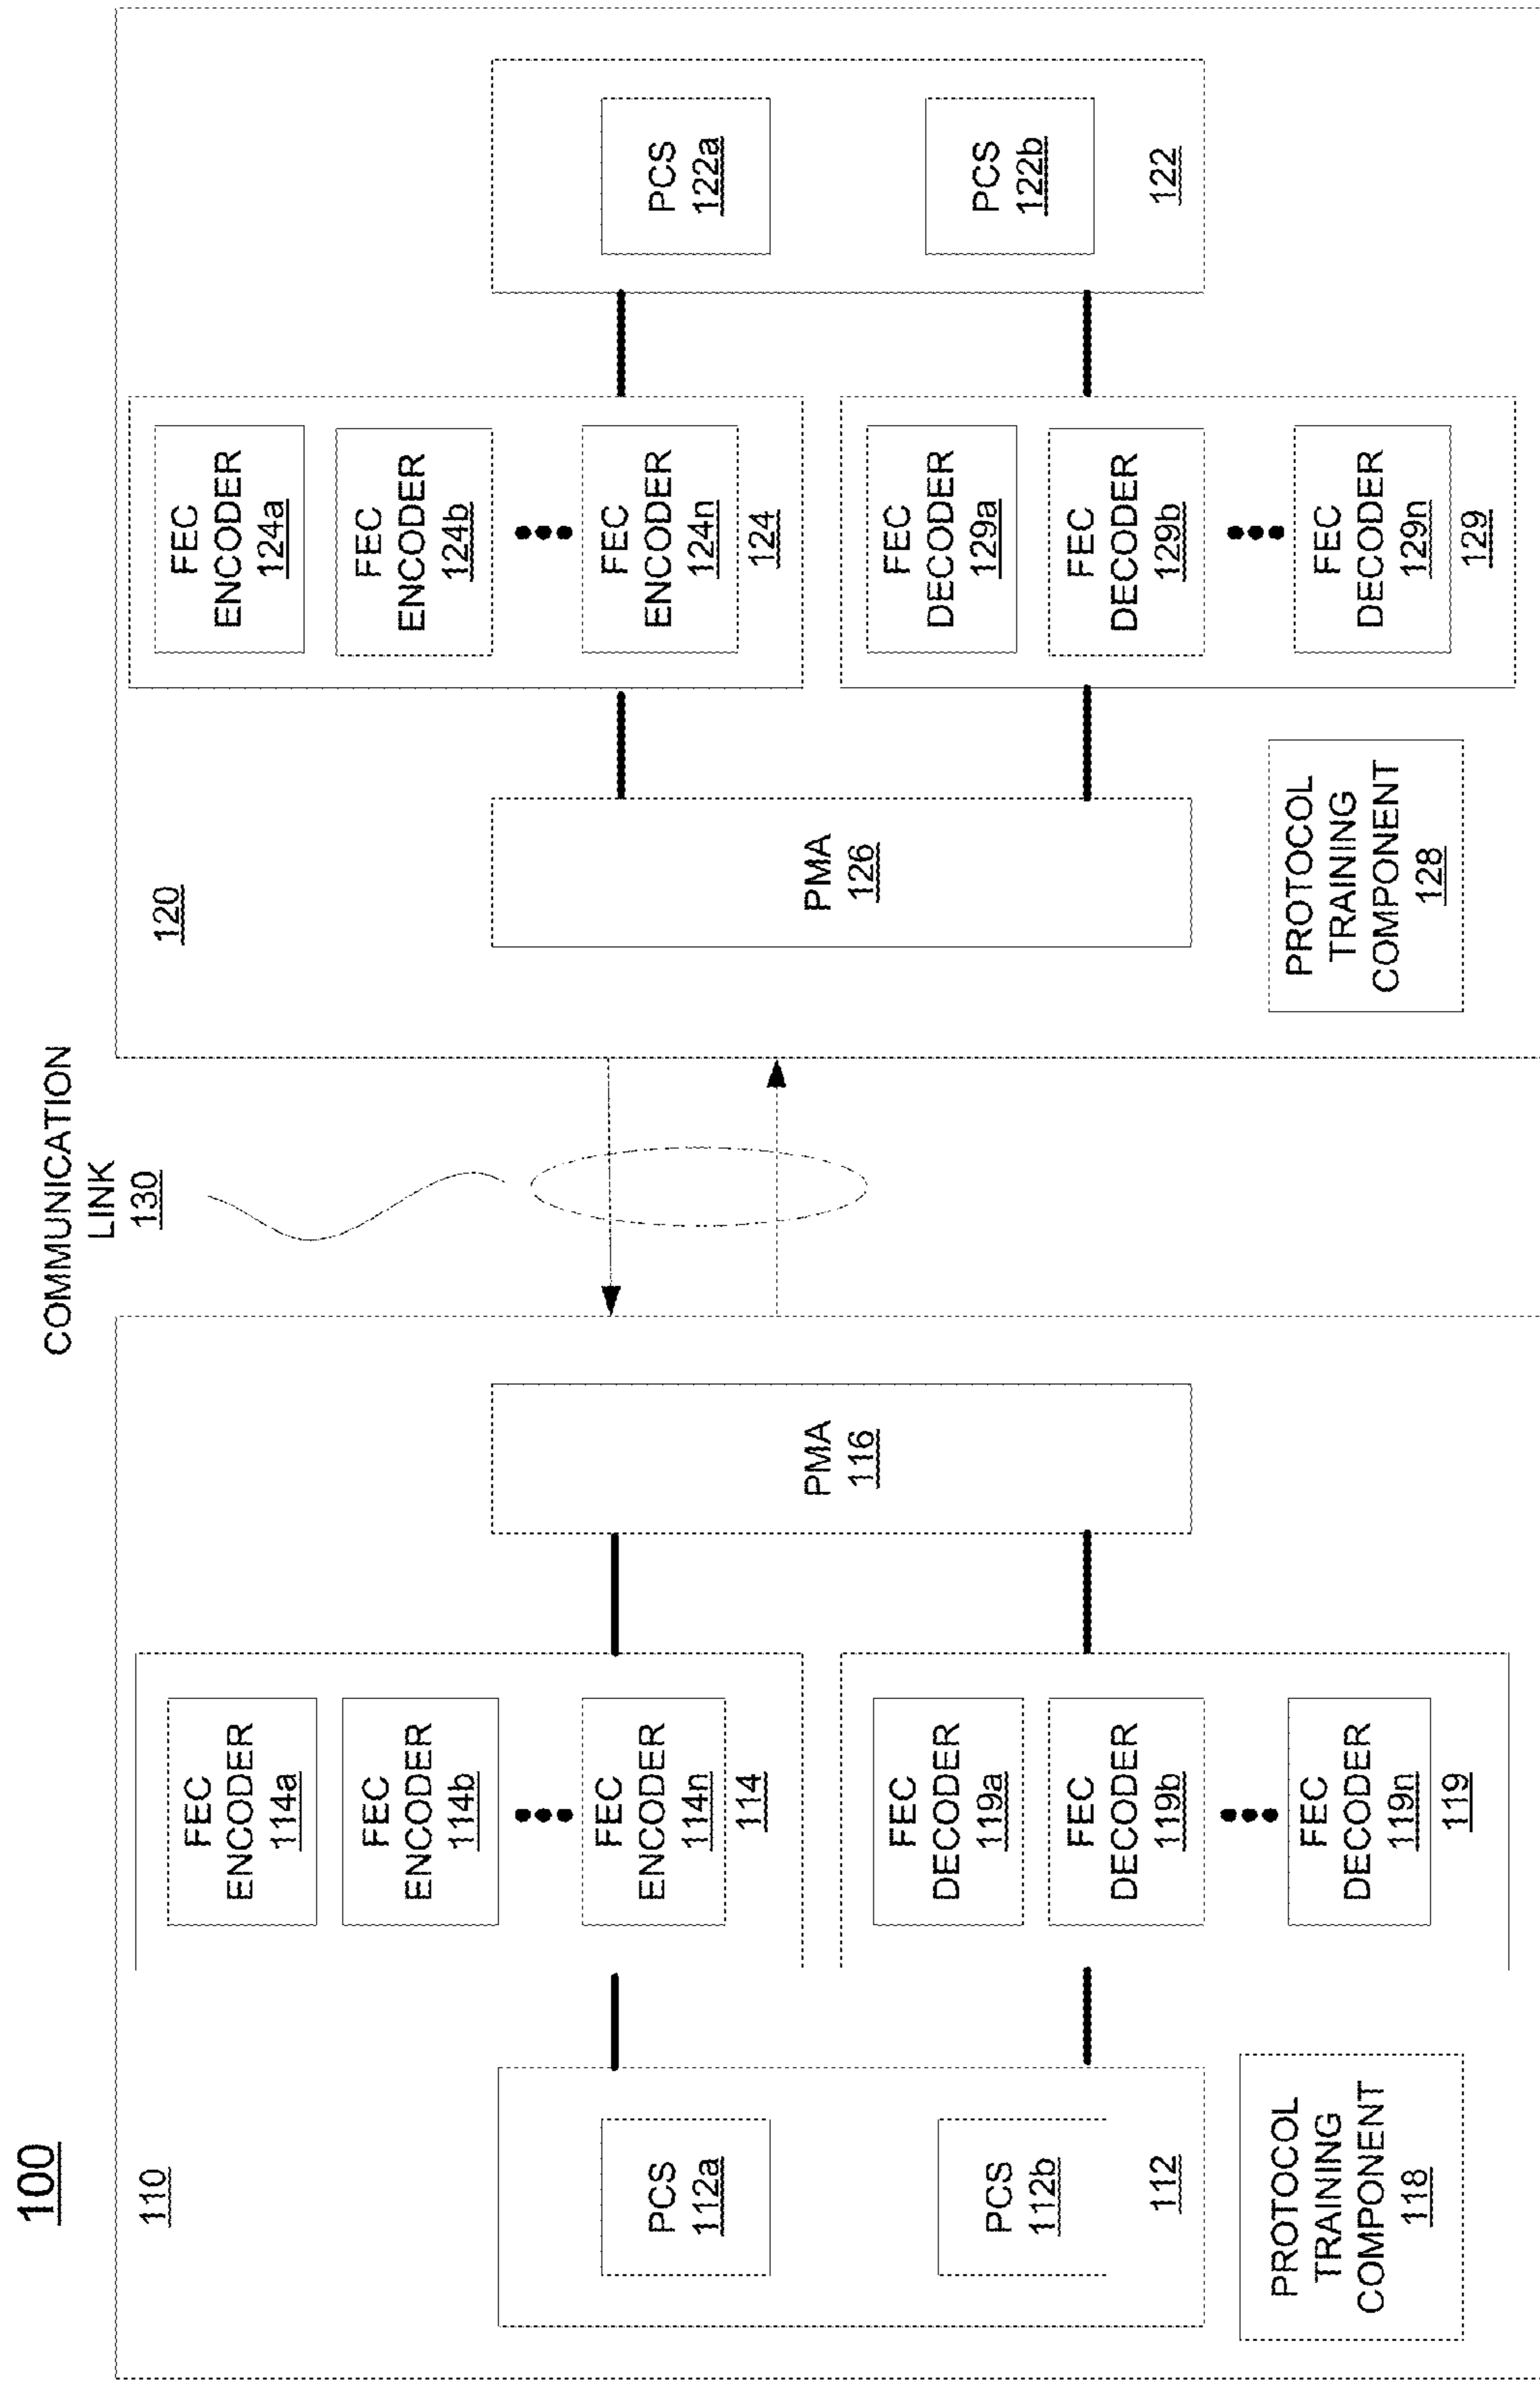 100
COMMUNICATION
LINK
130
110
PCS
112a
PCS
112b
112
FEC
ENCODER
114a
FEC
ENCODER
114b
FEC
ENCODER
114n
114
FEC
DECODER
119a
FEC
DECODER
119b
FEC
DECODER
119n
119
PMA
116
PROTOCOL
TRAINING
COMPONENT
118
120
PMA
126
FEC
ENCODER
124a
FEC
ENCODER
124b
FEC
ENCODER
124n
124
FEC
DECODER
129a
FEC
DECODER
129b
FEC
DECODER
129n
129
PCS
122a
PCS
122b
122
PROTOCOL
TRAINING
COMPONENT
128